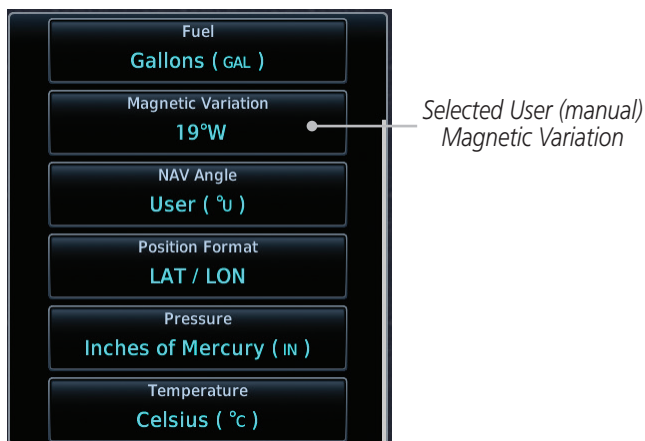 Fuel
Gallons ( GAL )
Magnetic Variation
19°W
Selected User (manual)
Magnetic Variation
NAV Angle
User ( °U )
Position Format
LAT / LON
Pressure
Inches of Mercury ( IN )
Temperature
Celsius ( °C )